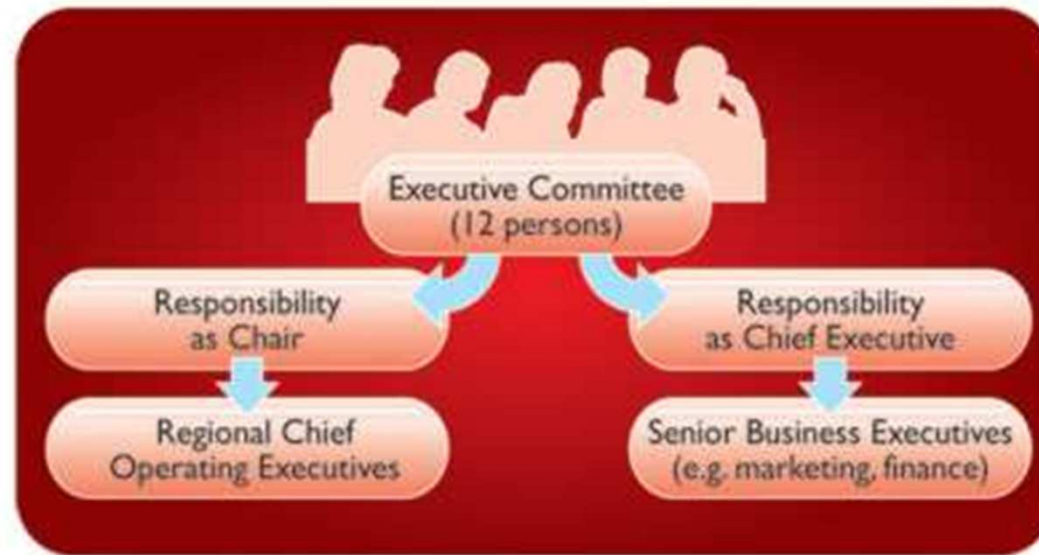 Executive Committee
(12 persons)
Responsibility
as Chair
Responsibility
as Chief Executive
Regional Chief
Operating Executives
Senior Business Executives
(e.g. marketing, finance)